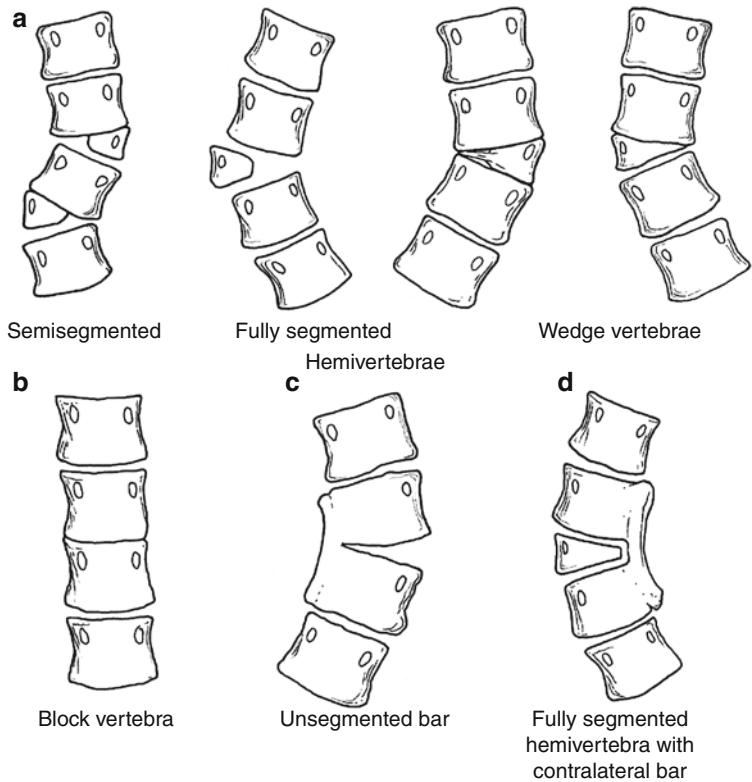 a
Semisegmented
Fully segmented
Wedge vertebrae
Hemivertebrae
b
c
d
Block vertebra
Unsegmented bar
Fully segmented
hemivertebra with
contralateral bar